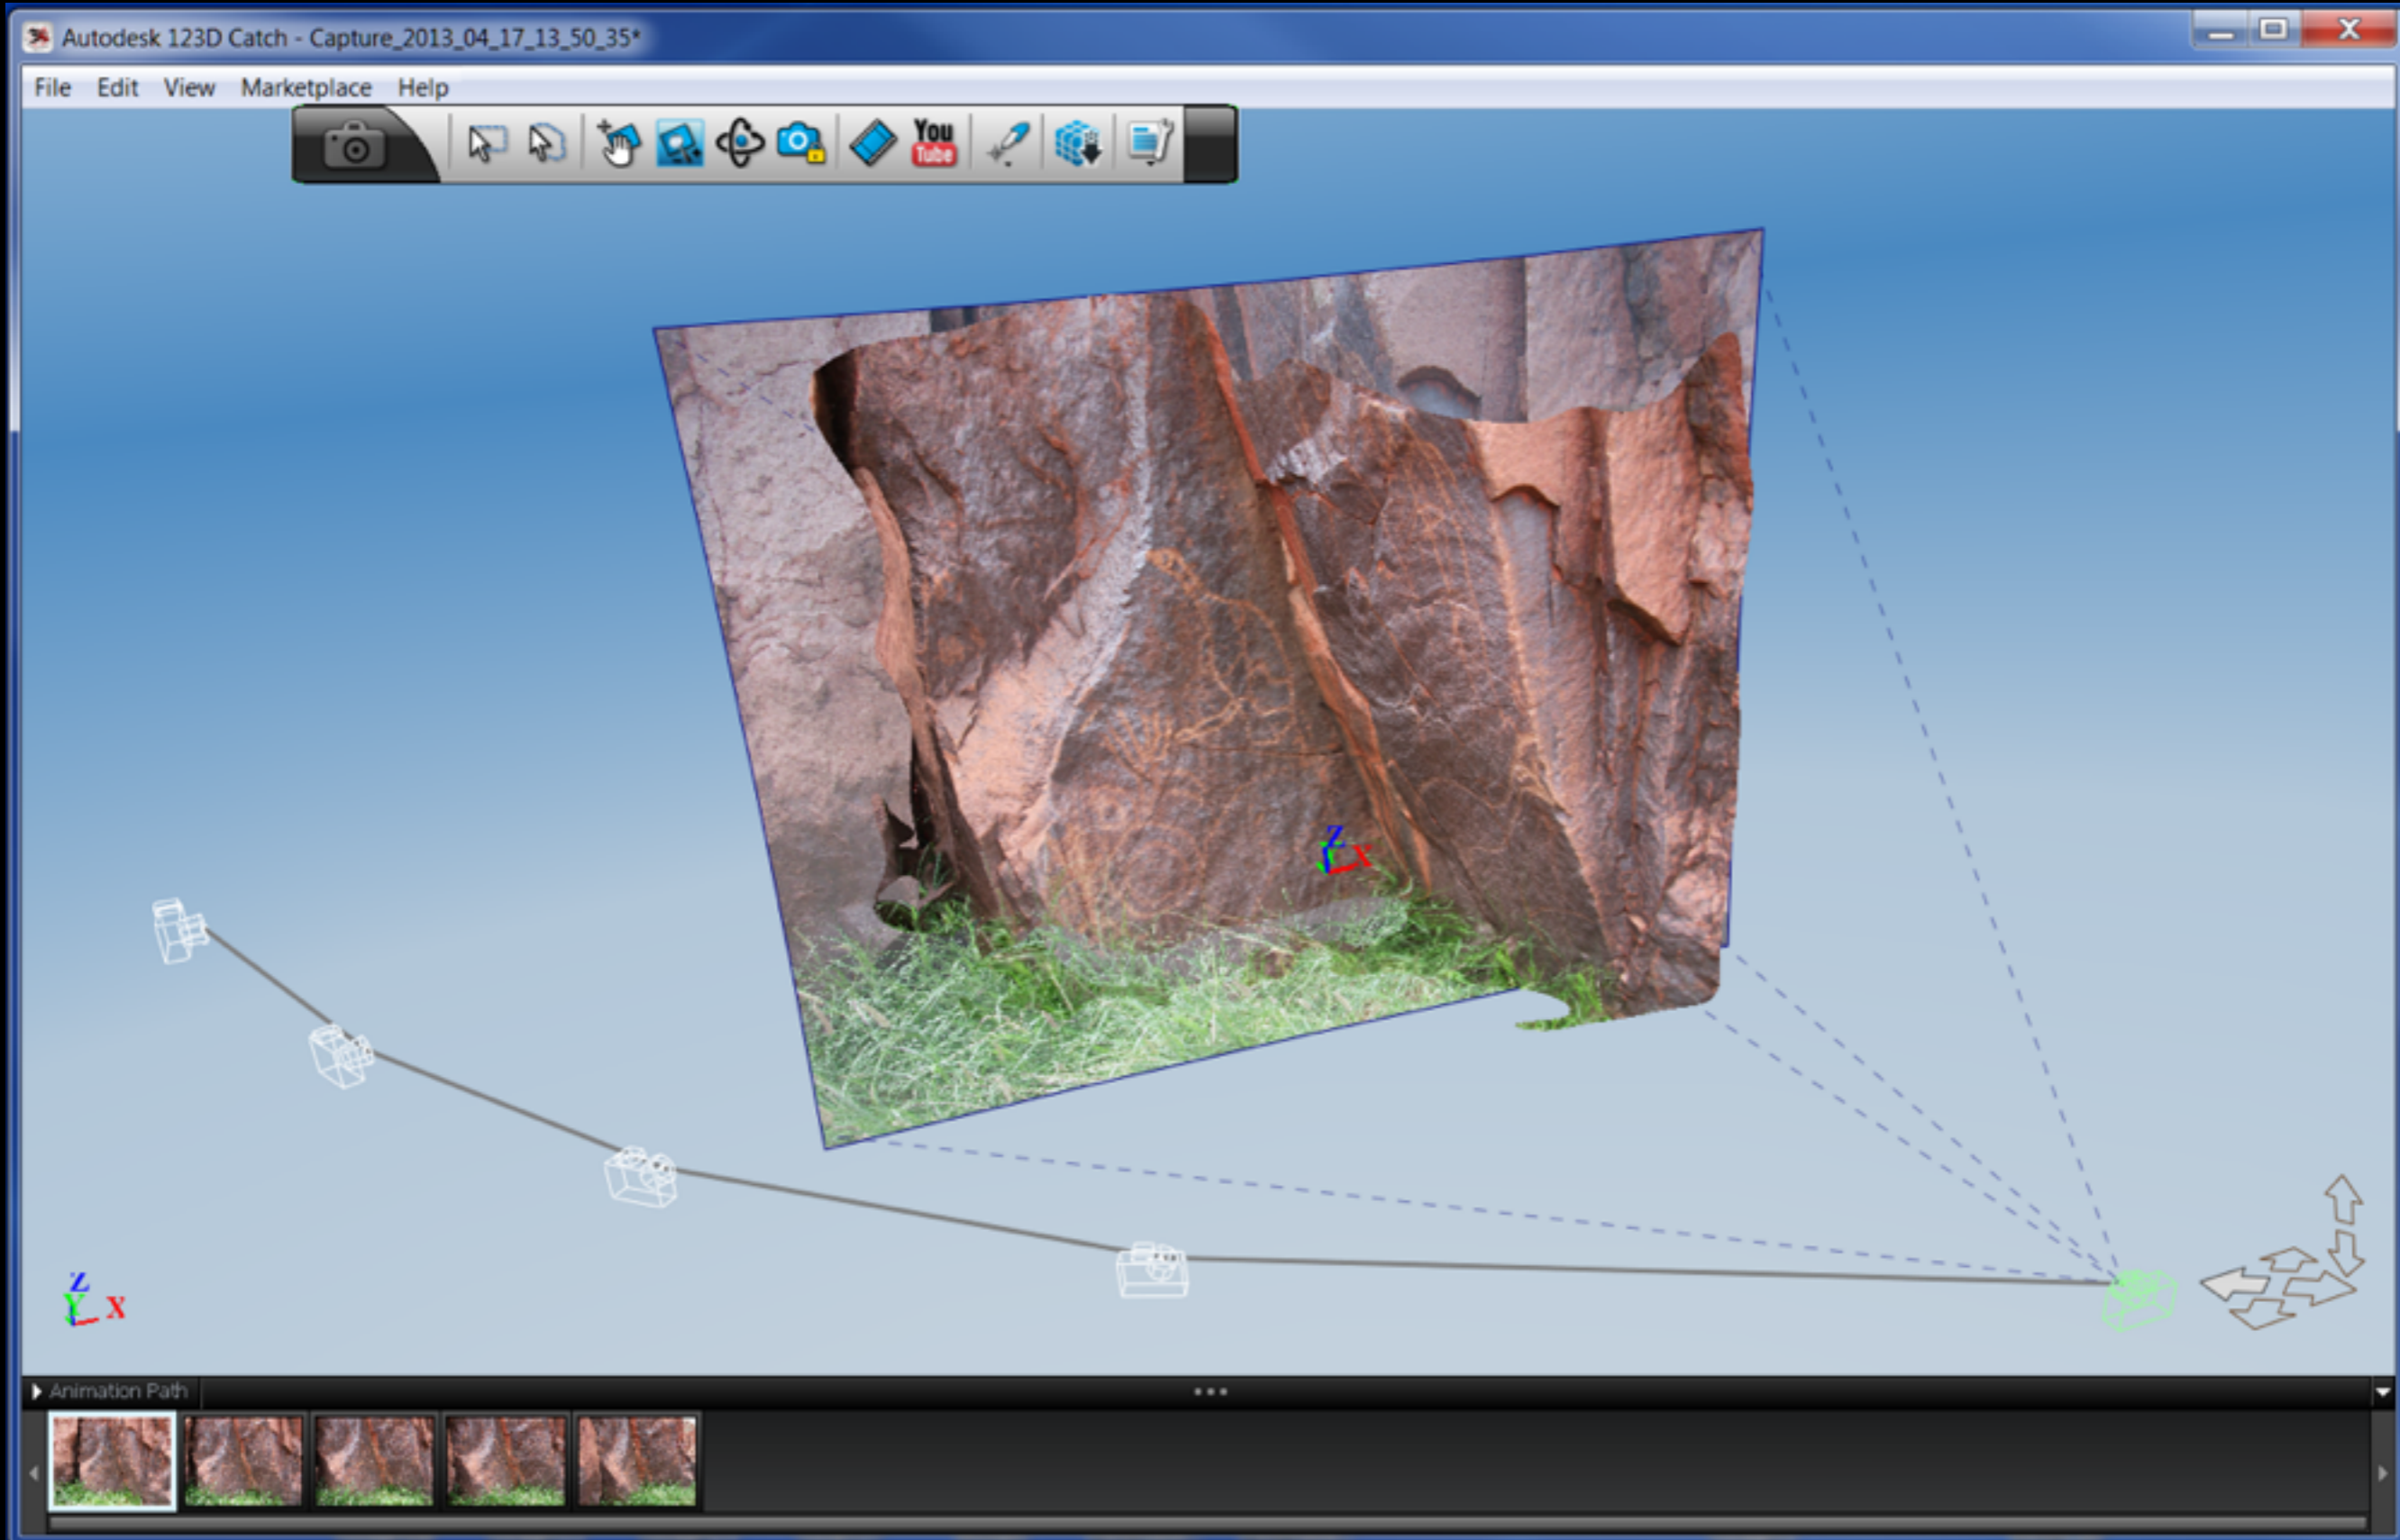 Autodesk 123D Catch - Capture_2013_04_17_13_50_35*
File Edit View Marketplace Help
You
Tube
Z
X
Z
Y X
Animation Path